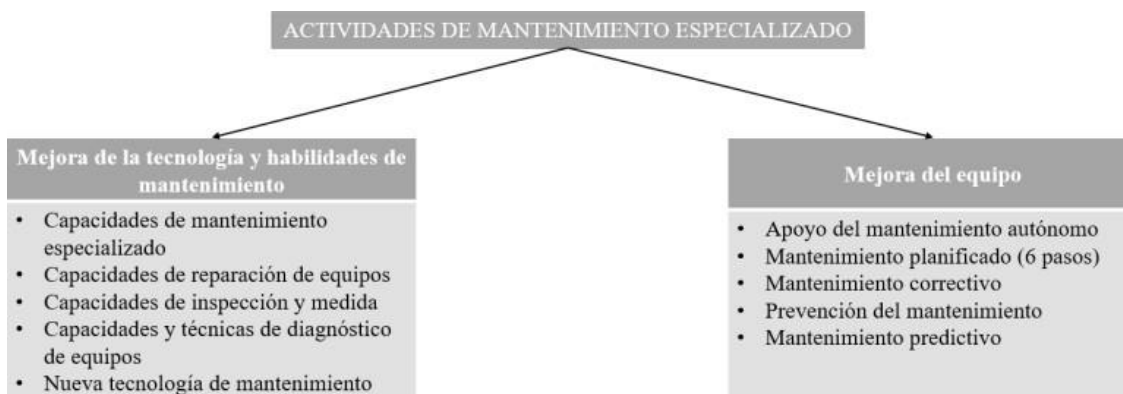 ACTIVIDADES DE MANTENIMIENTO ESPECIALIZADO
Mejora de la tecnología y habilidades de
mantenimiento
• Capacidades de mantenimiento
especializado
• Capacidades de reparación de equipos
• Capacidades de inspección y medida
• Capacidades y técnicas de diagnóstico
de equipos
• Nueva tecnología de mantenimiento
Mejora del equipo
• Apoyo del mantenimiento autónomo
• Mantenimiento planificado (6 pasos)
• Mantenimiento correctivo
• Prevención del mantenimiento
• Mantenimiento predictivo